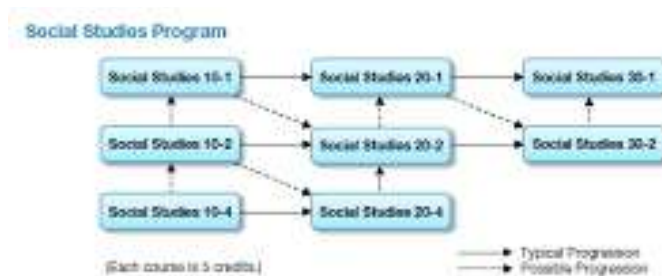 Social Studies Program
Social Studies 10-1
Social Studies 20-1
Social Studies 30-1
Social Studies 10-2
Social Studies 20-2
Social Studies 30-2
Social Studies 10-4
Social Studies 20-4
(Each course is 5 credits.)
Typical Progression
Possible Progression